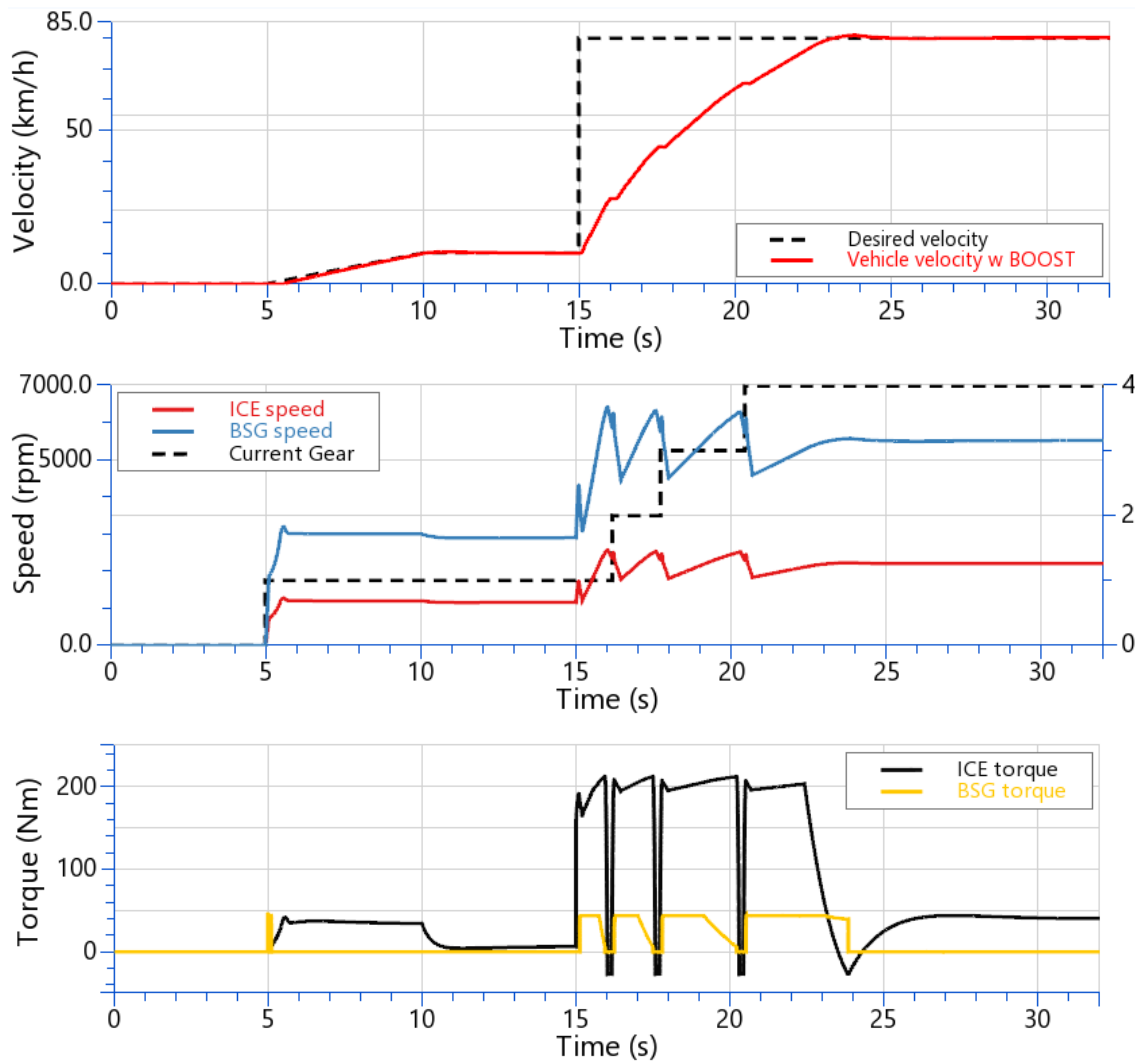 85.0
50
0.0
Velocity (km/h)
Desired velocity
Vehicle velocity w BOOST
0 5 10 15 20 25 30
Time (s)
7000.0
5000
0.0
Speed (rpm)
ICE speed
BSG speed
Current Gear
4
2
0
0 5 10 15 20 25 30
Time (s)
200
100
0
Torque (Nm)
ICE torque
BSG torque
0 5 10 15 20 25 30
Time (s)